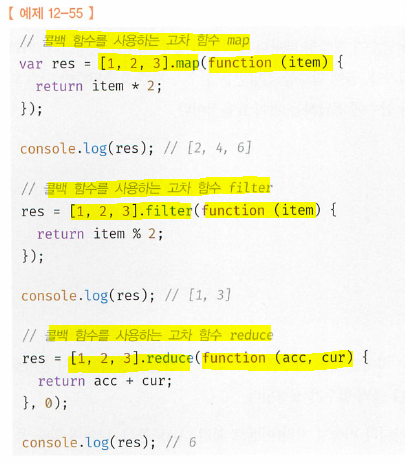 【 예제 12-55 】
// 콜백 함수를 사용하는 고차 함수 map
var res = [1, 2, 3].map(function (item) {
  return item * 2;
});
console.log(res); // [2, 4, 6]
// 콜백 함수를 사용하는 고차 함수 filter
res = [1, 2, 3].filter(function (item) {
  return item % 2;
});
console.log(res); // [1, 3]
// 콜백 함수를 사용하는 고차 함수 reduce
res = [1, 2, 3].reduce(function (acc, cur) {
  return acc + cur;
}, 0);
console.log(res); // 6